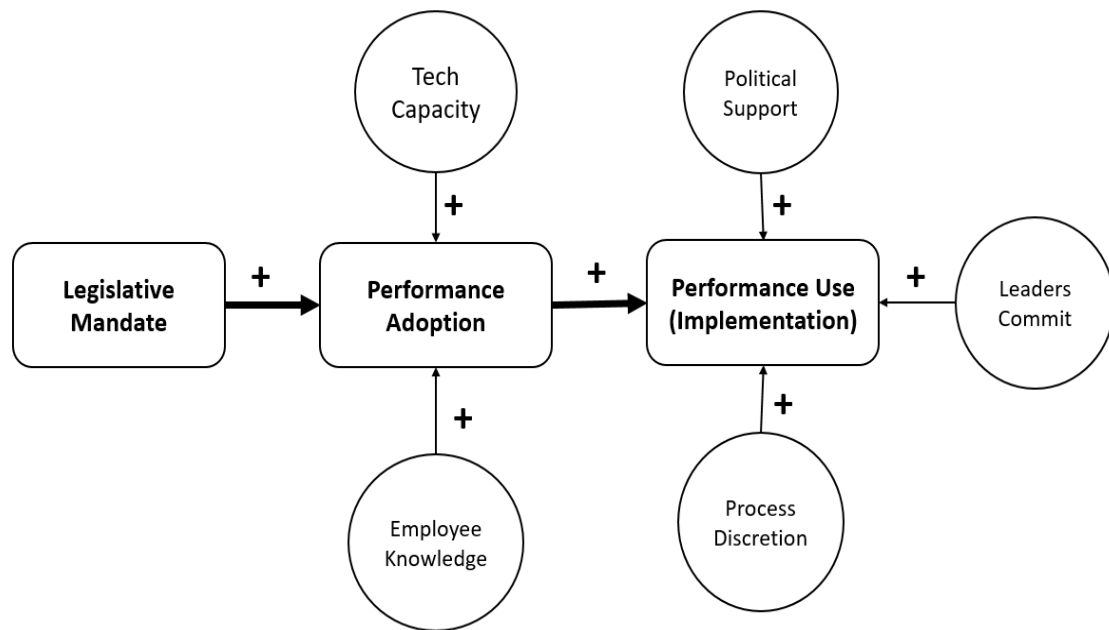 Tech
Capacity
Political
Support
+
+
Legislative
Mandate
+
Performance
Adoption
+
Performance Use
(Implementation)
+
Leaders
Commit
+
+
Employee
Knowledge
Process
Discretion